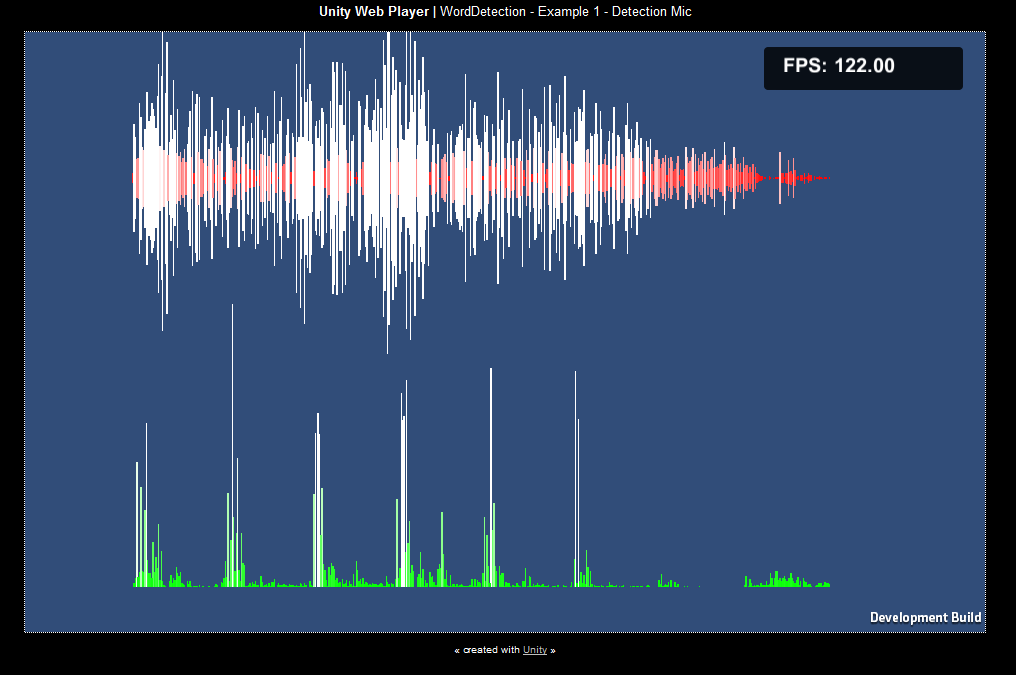 Unity Web Player | WordDetection - Example 1 - Detection Mic
FPS: 122.00
Development Build
« created with Unity »